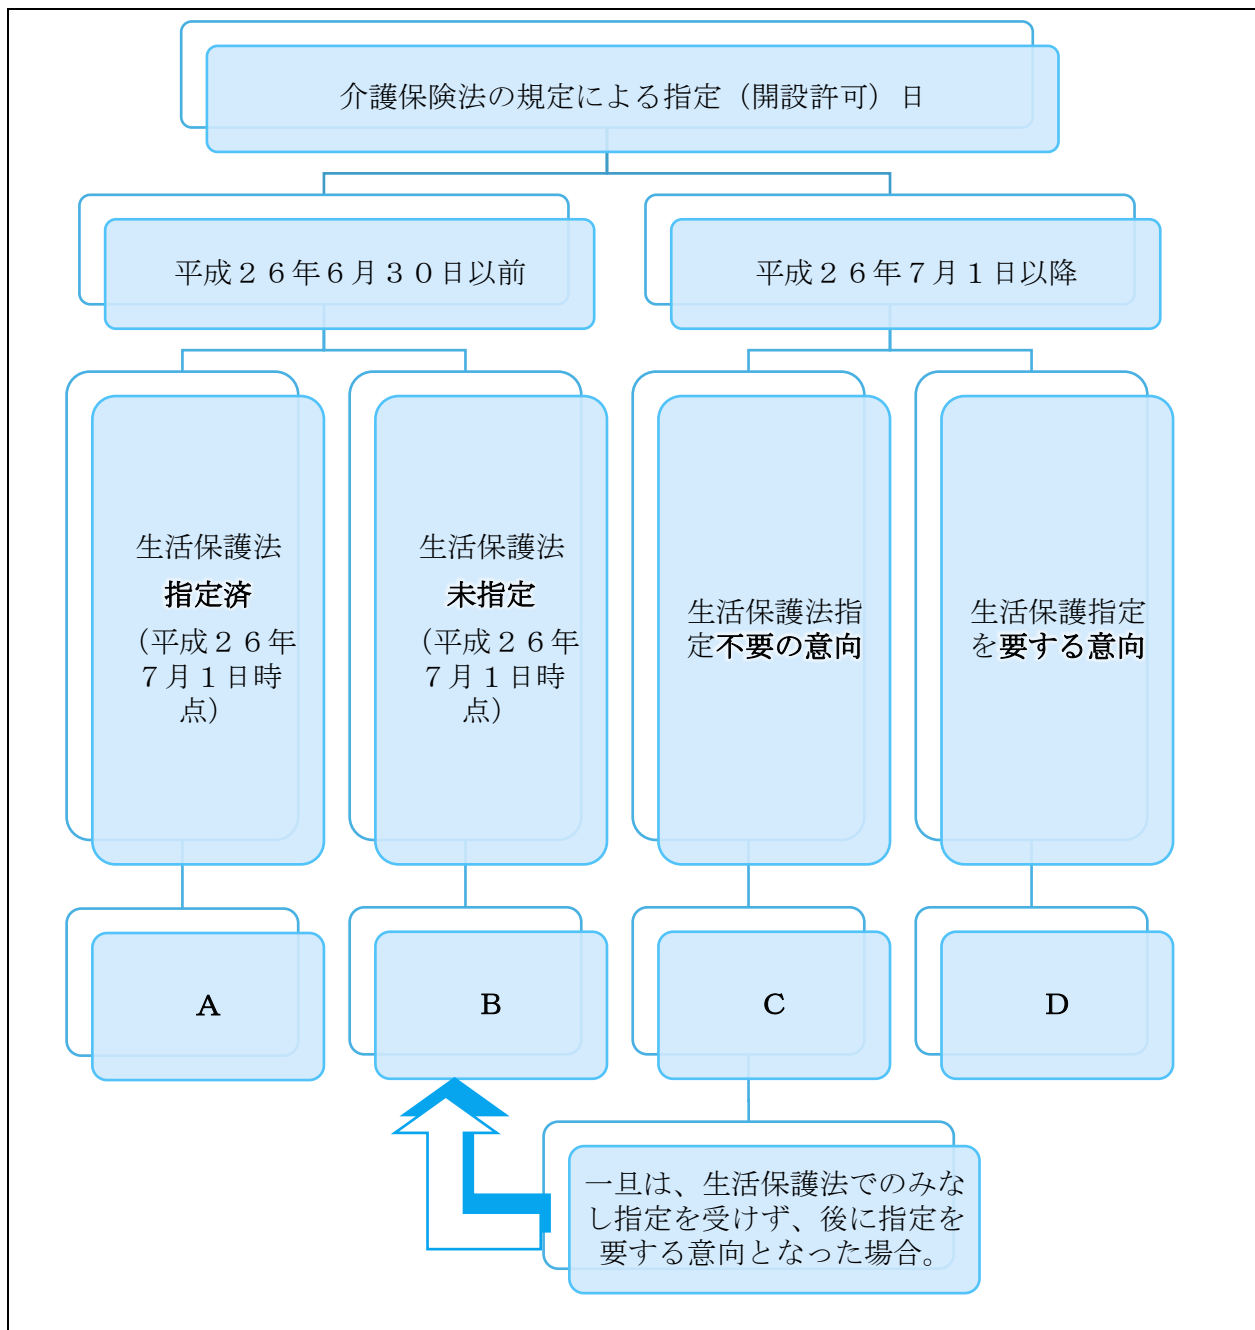 介護保険法の規定による指定（開設許可）日
平成２６年６月３０日以前
平成２６年７月１日以降
生活保護法
指定済
（平成２６年
７月１日時
点）
生活保護法
未指定
（平成２６年
７月１日時
点）
生活保護法指
定不要の意向
生活保護指定
を要する意向
A
B
C
D
一旦は、生活保護法でのみな
し指定を受けず、後に指定を
要する意向となった場合。